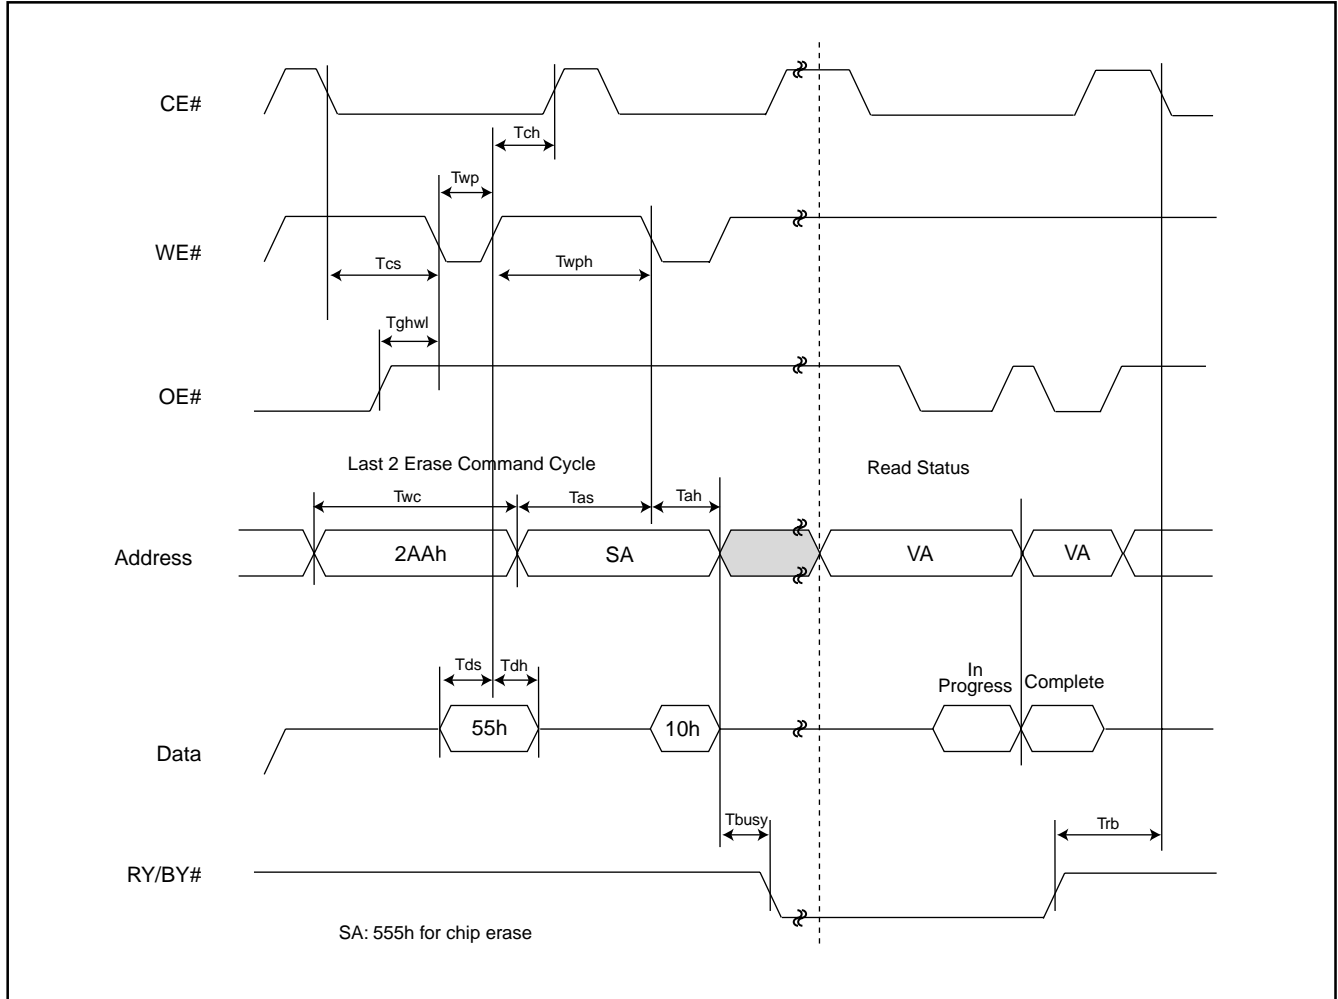 CE#
Tch
Twp
WE#
Tcs
Twph
Tghwl
OE#
Last 2 Erase Command Cycle
Read Status
Twc
Tas
Tah
Address
2AAh
SA
VA
VA
Tds
Tdh
In
Progress
Complete
55h
10h
Data
Tbusy
Trb
RY/BY#
SA: 555h for chip erase